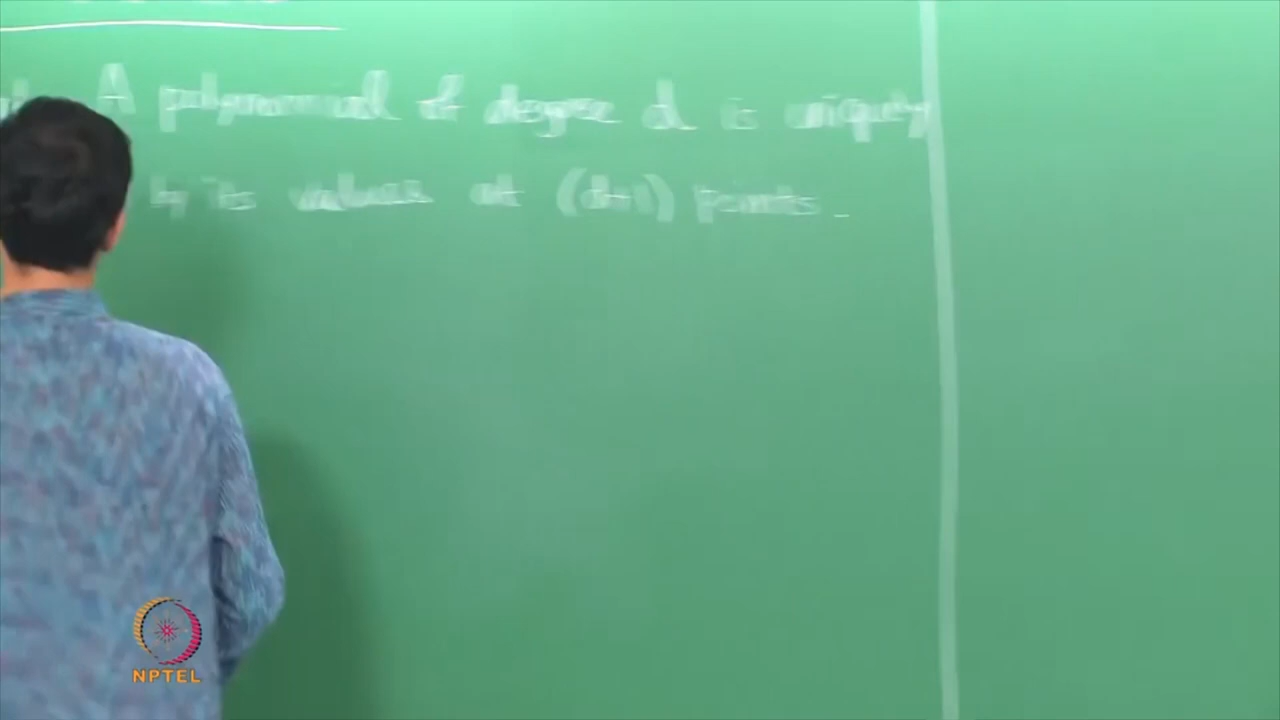 A polynomial of degree d is uniquely
by its values at (d+1) points.
NPTEL